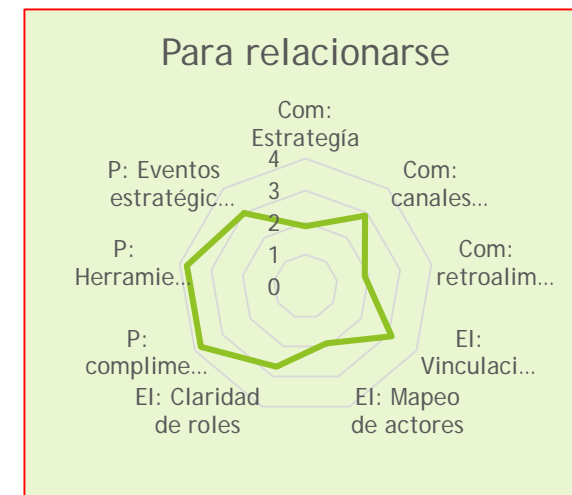 Para relacionarse
Com:
Estrategía
Com:
canales...
Com:
retroalim...
EI:
Vinculaci...
EI: Mapeo
de actores
EI: Claridad
de roles
P:
complime...
P:
Herramie...
P: Eventos
estratégic...
4
3
2
1
0